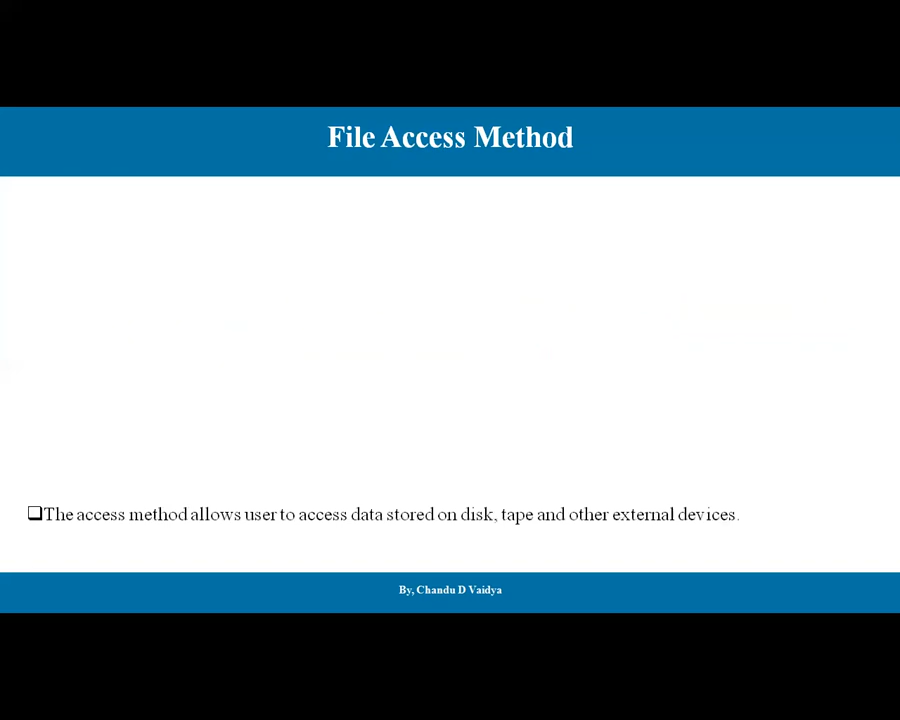 File Access Method
❑The access method allows user to access data stored on disk, tape and other external devices.
By, Chandu D Vaidya